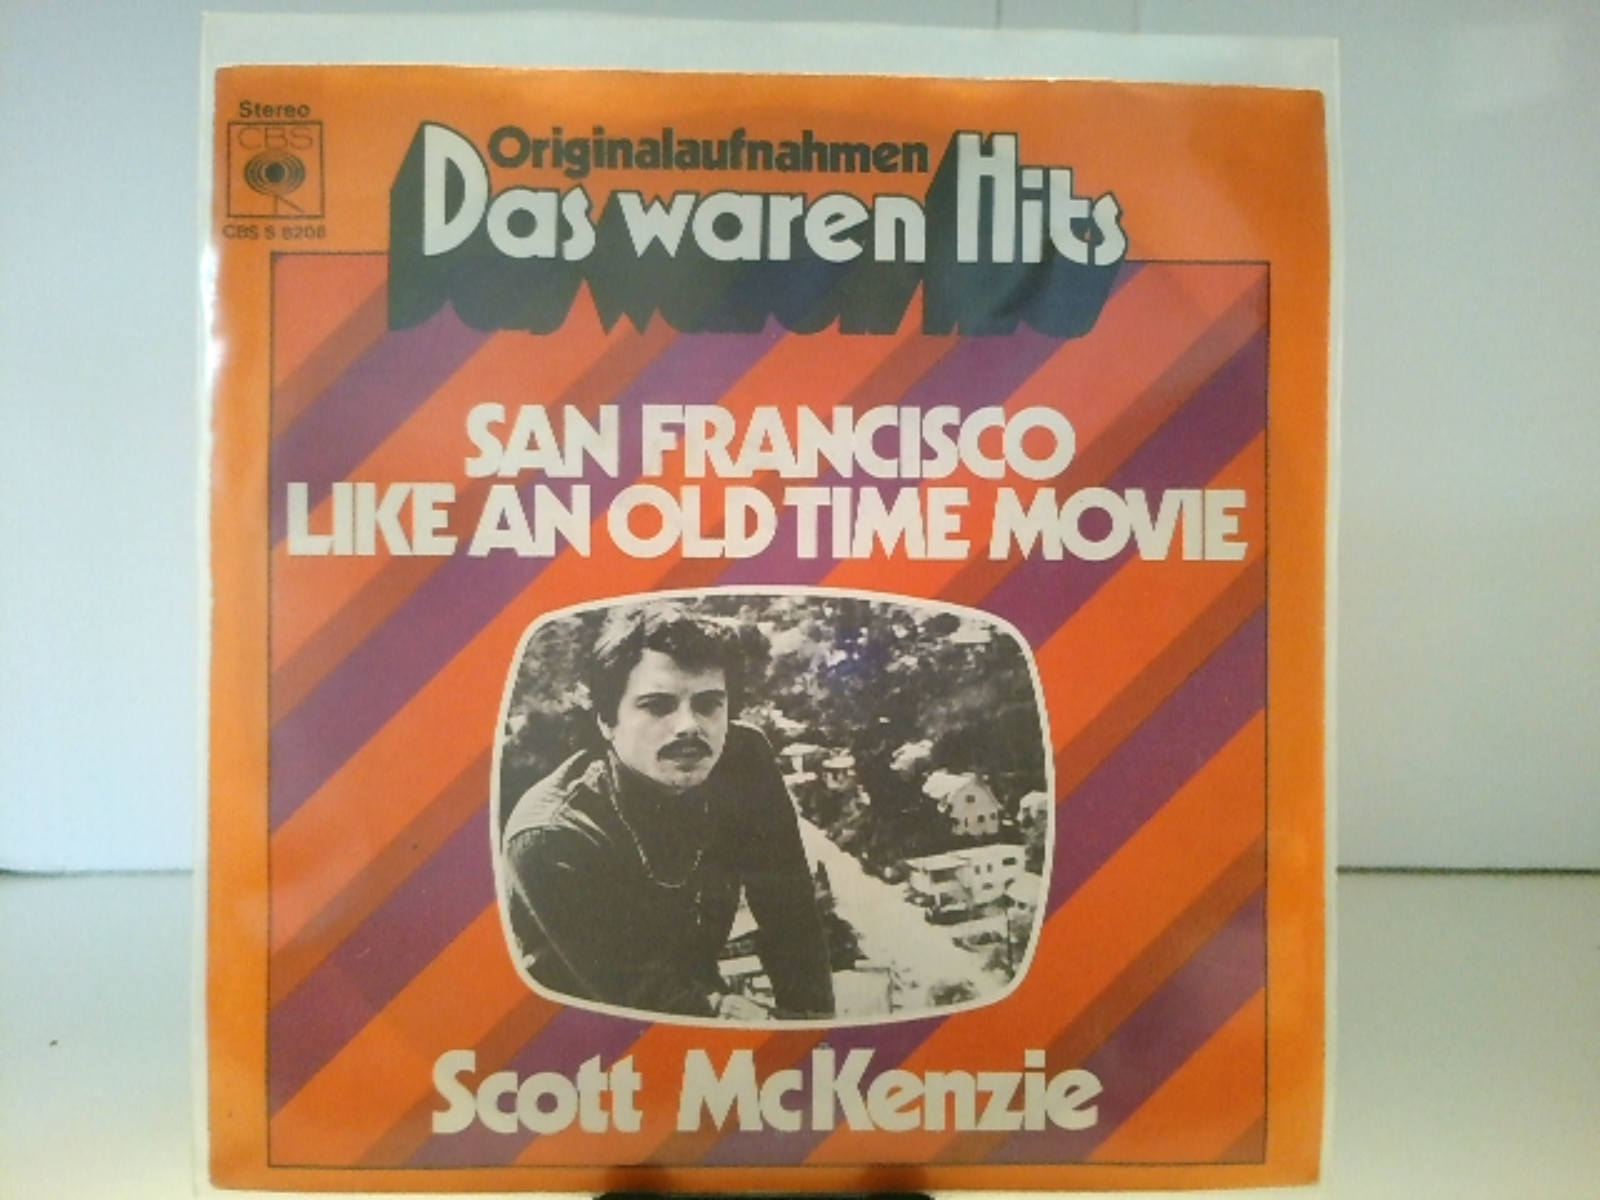 Stereo
CBS
CBS S 8208
Originalaufnahmen
Das waren Hits
SAN FRANCISCO
LIKE AN OLD TIME MOVIE
Scott McKenzie